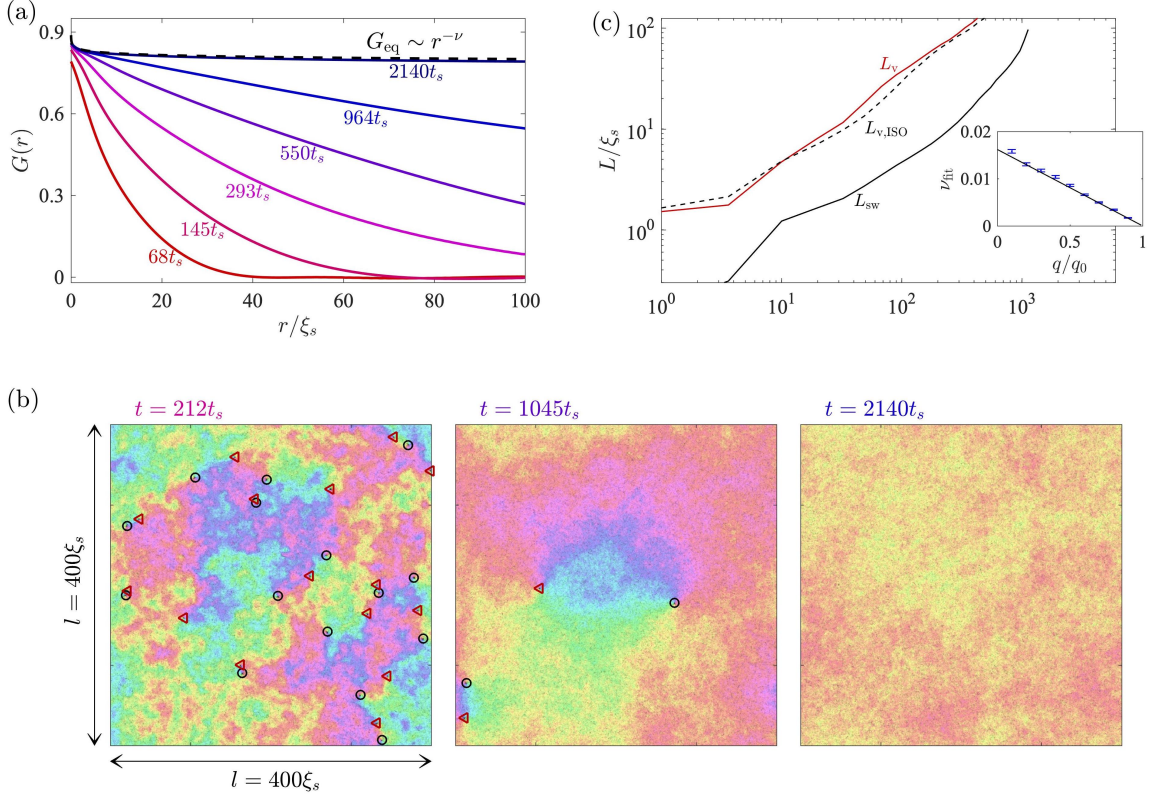 (a)
0.9
0.6
0.3
0
G(r)
G_eq ∼ r^{−ν}
2140t_s
964t_s
550t_s
293t_s
145t_s
68t_s
0 20 40 60 80 100
r/ξ_s
(c)
10^2
10^1
10^0
L/ξ_s
L_v
L_{v,ISO}
L_sw
10^0 10^1 10^2 10^3
0.02
0.01
0
ν_fit
0 0.5 1
q/q_0
(b)
t = 212t_s
t = 1045t_s
t = 2140t_s
l = 400ξ_s
l = 400ξ_s